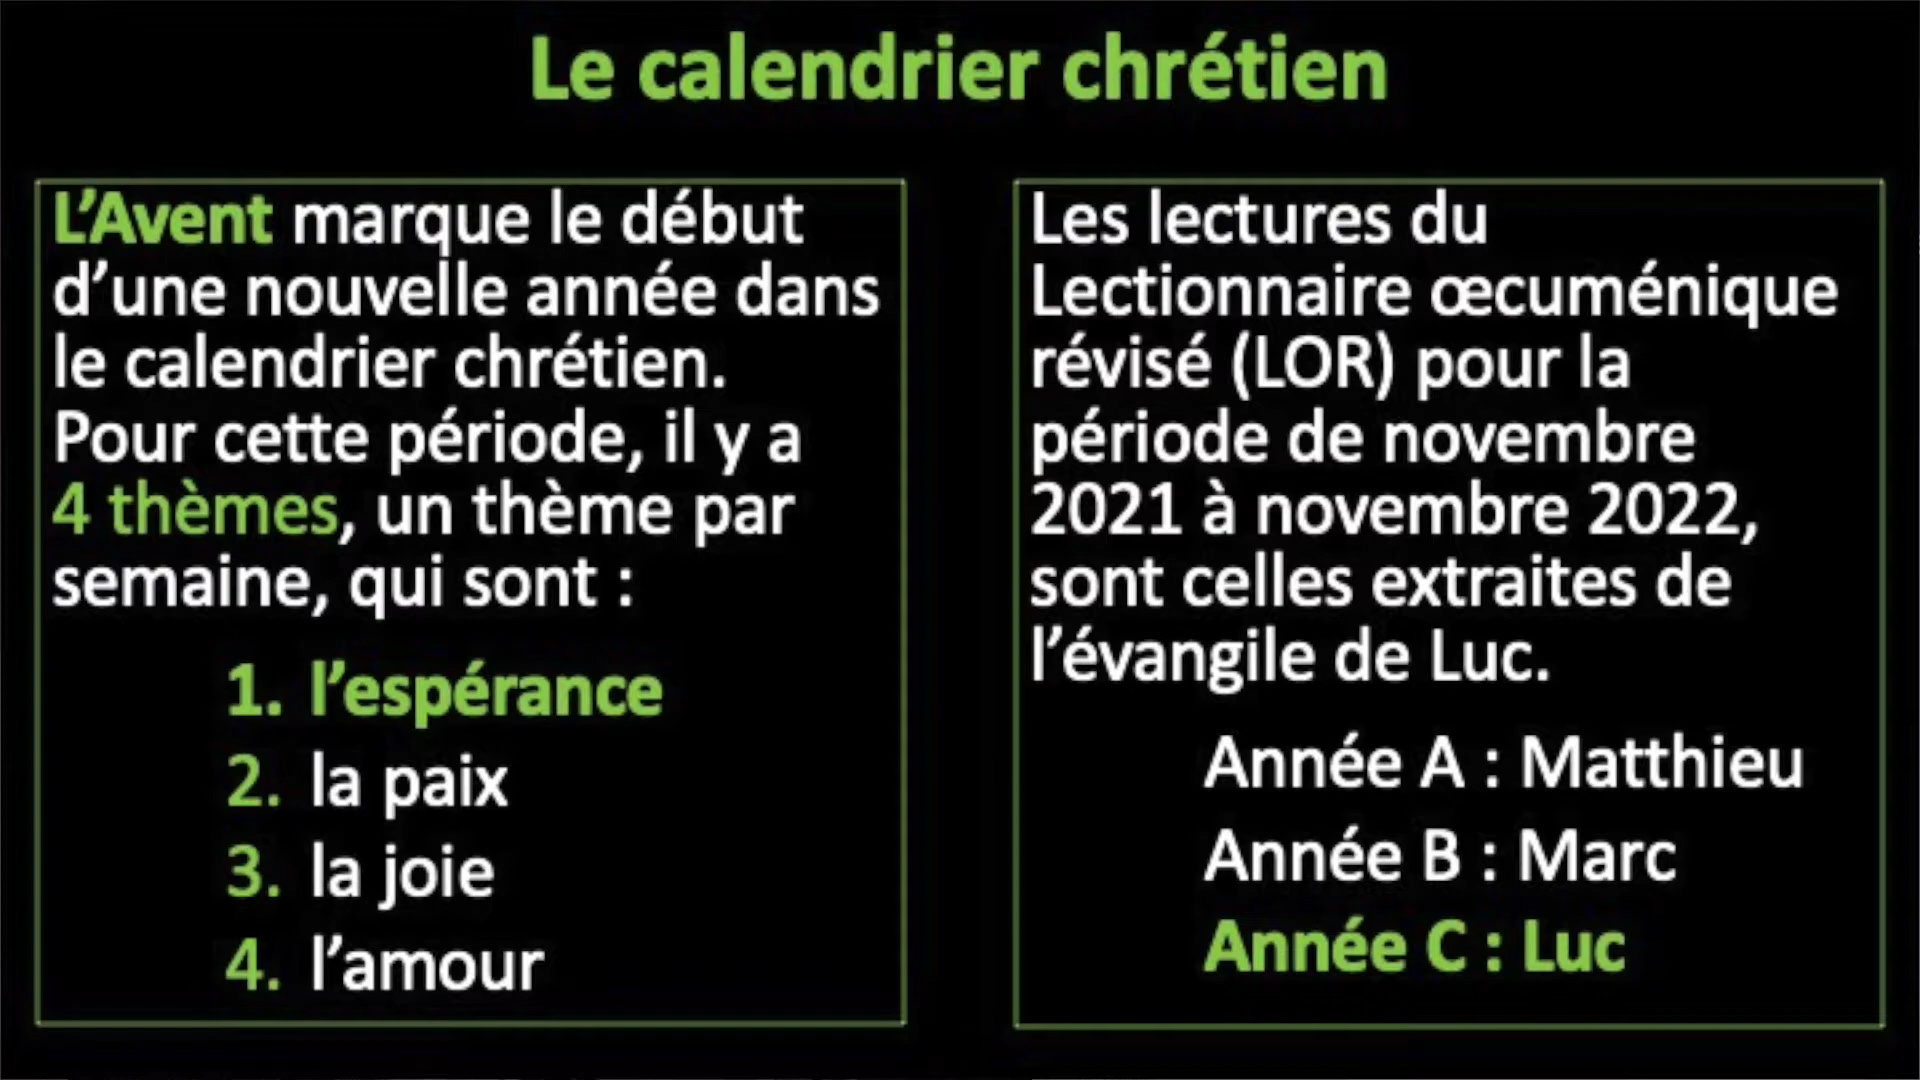 Le calendrier chrétien
L’Avent marque le début
d’une nouvelle année dans
le calendrier chrétien.
Pour cette période, il y a
4 thèmes, un thème par
semaine, qui sont :
1. l’espérance
2. la paix
3. la joie
4. l’amour
Les lectures du
Lectionnaire œcuménique
révisé (LOR) pour la
période de novembre
2021 à novembre 2022,
sont celles extraites de
l’évangile de Luc.
Année A : Matthieu
Année B : Marc
Année C : Luc